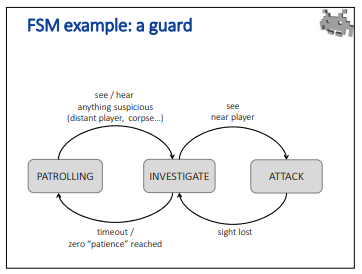 FSM example: a guard
see / hear
anything suspicious
(distant player, corpse...)
see
near player
PATROLLING
INVESTIGATE
ATTACK
timeout /
zero “patience” reached
sight lost